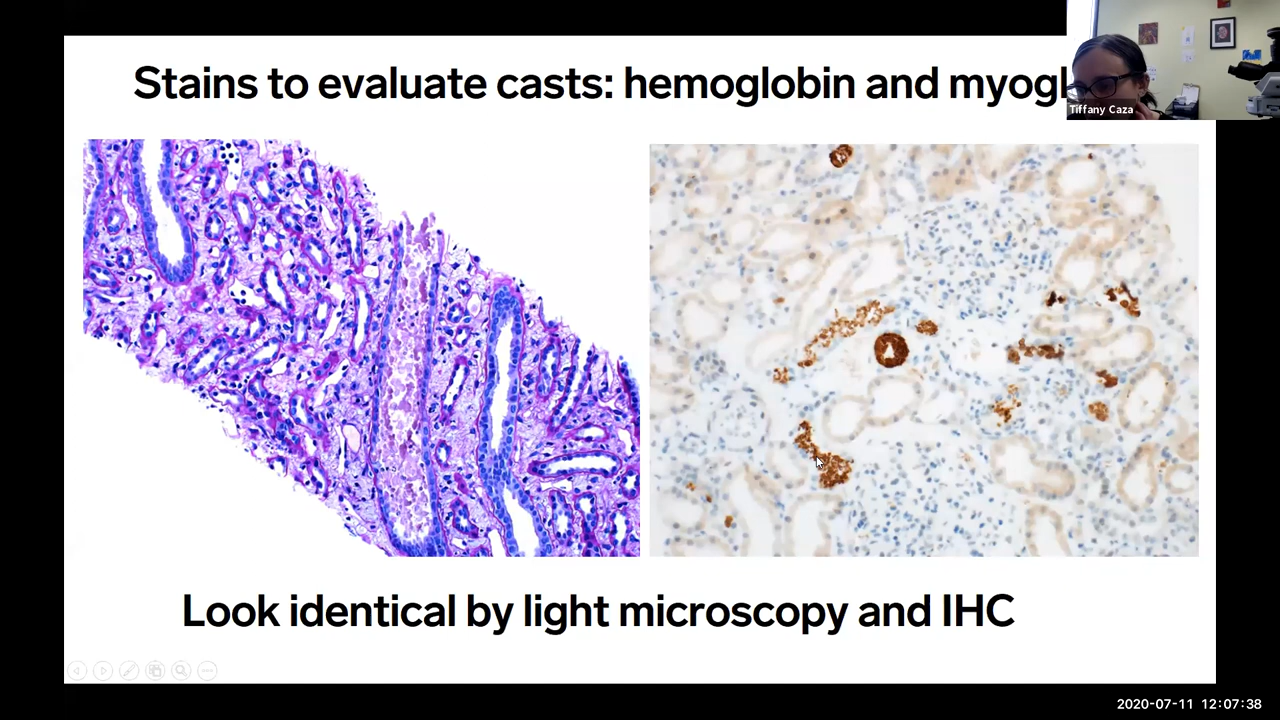 Stains to evaluate casts: hemoglobin and myogl
Tiffany Caza
Look identical by light microscopy and IHC
2020-07-11 12:07:38